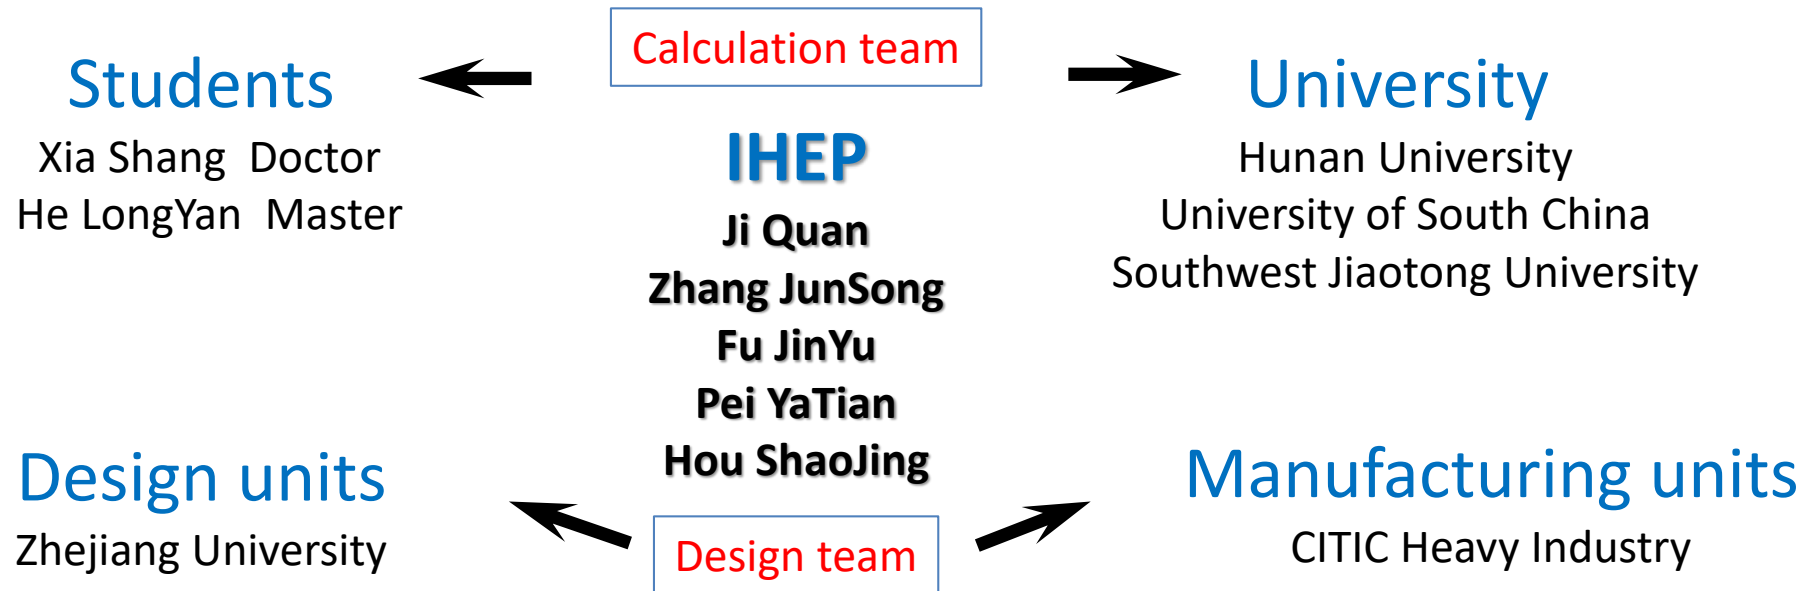 Calculation team
Students
Xia Shang  Doctor
He LongYan  Master
IHEP
Ji Quan
Zhang JunSong
Fu JinYu
Pei YaTian
Hou ShaoJing
University
Hunan University
University of South China
Southwest Jiaotong University
Design units
Zhejiang University
Design team
Manufacturing units
CITIC Heavy Industry